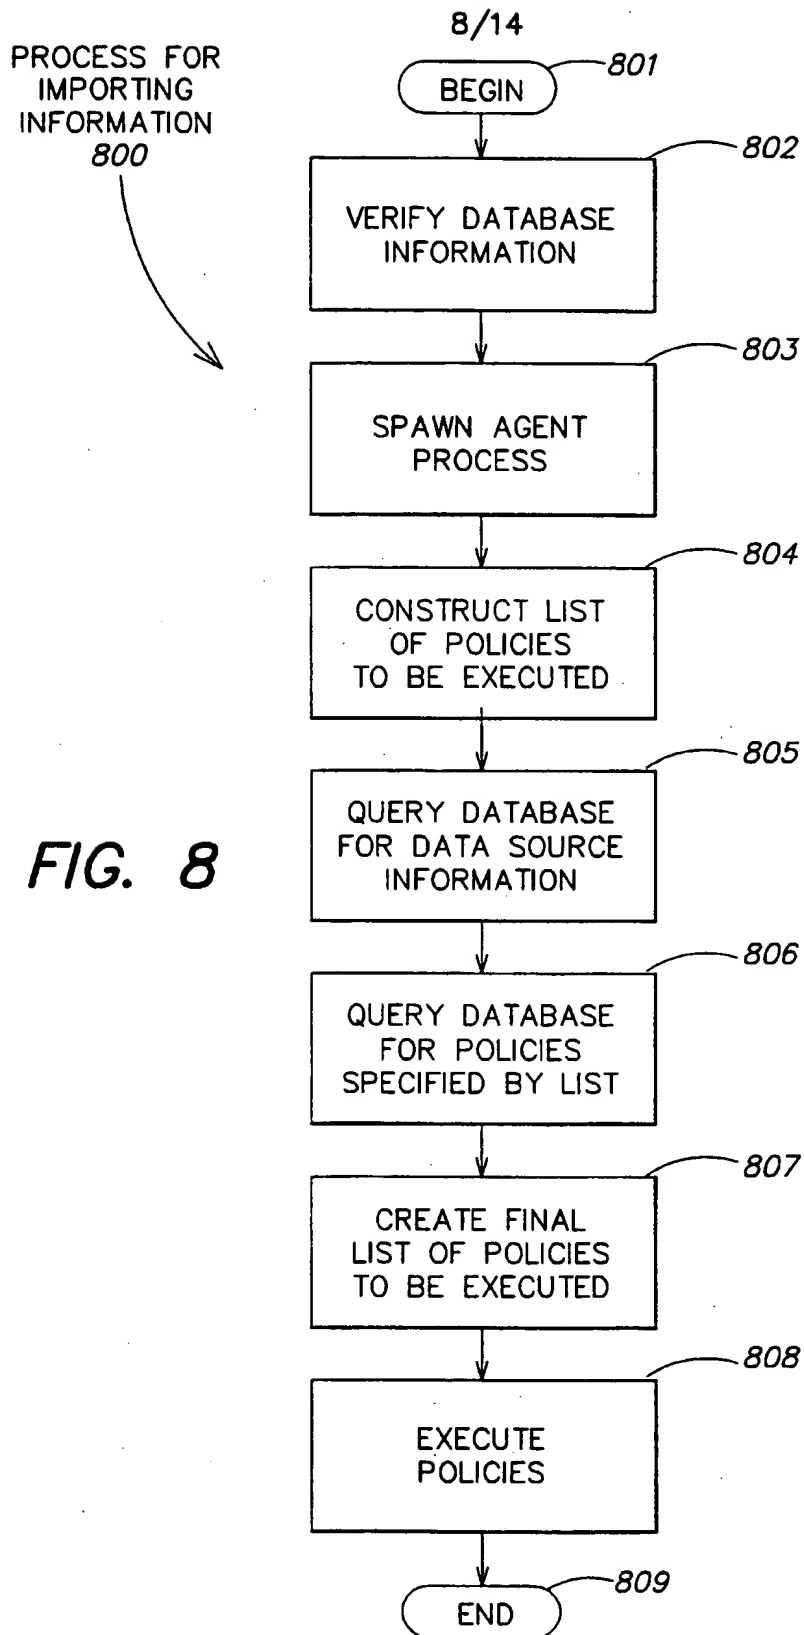 8/14
PROCESS FOR
IMPORTING
INFORMATION
800
BEGIN
801
802
VERIFY DATABASE
INFORMATION
803
SPAWN AGENT
PROCESS
804
CONSTRUCT LIST
OF POLICIES
TO BE EXECUTED
805
QUERY DATABASE
FOR DATA SOURCE
INFORMATION
FIG. 8
806
QUERY DATABASE
FOR POLICIES
SPECIFIED BY LIST
807
CREATE FINAL
LIST OF POLICIES
TO BE EXECUTED
808
EXECUTE
POLICIES
809
END